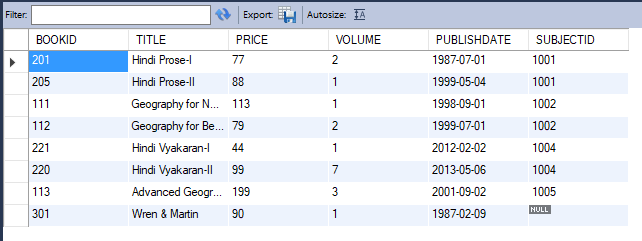 Filter: Export: Autosize:
BOOKID TITLE PRICE VOLUME PUBLISHDATE SUBJECTID
201 Hindi Prose-I 77 2 1987-07-01 1001
205 Hindi Prose-II 88 1 1999-05-04 1001
111 Geography for N... 113 1 1998-09-01 1002
112 Geography for Be... 79 2 1999-07-01 1002
221 Hindi Vyakaran-I 44 1 2012-02-02 1004
220 Hindi Vyakaran-II 99 7 2013-05-06 1004
113 Advanced Geogr... 199 3 2001-09-02 1005
301 Wren & Martin 90 1 1987-02-09 NULL